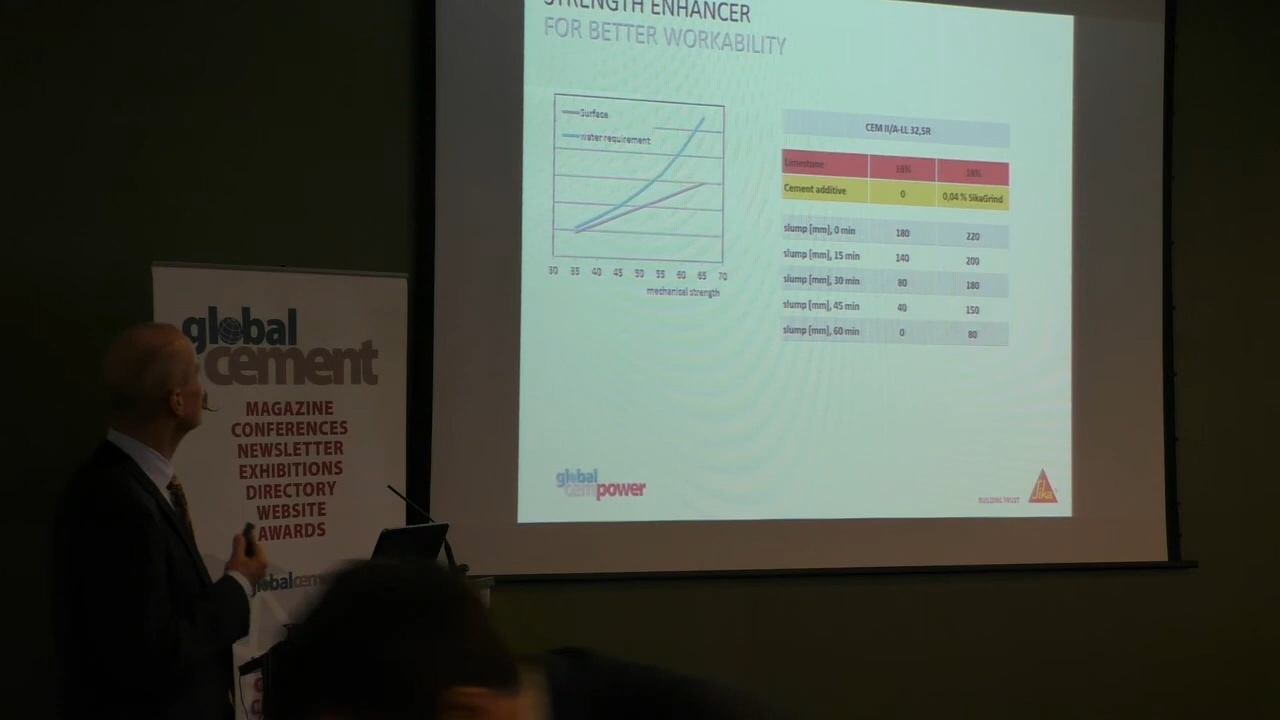 STRENGTH ENHANCER
FOR BETTER WORKABILITY
Surface
water requirement
30 35 40 45 50 55 60 65 70
mechanical strength
CEM II/A-LL 32,5R
Limestone 18% 18%
Cement additive 0 0,04 % SikaGrind
slump [mm], 0 min 180 220
slump [mm], 15 min 140 200
slump [mm], 30 min 80 180
slump [mm], 45 min 40 150
slump [mm], 60 min 0 80
global
cempower
BUILDING TRUST
Sika
global
cement
MAGAZINE
CONFERENCES
NEWSLETTER
EXHIBITIONS
DIRECTORY
WEBSITE
AWARDS